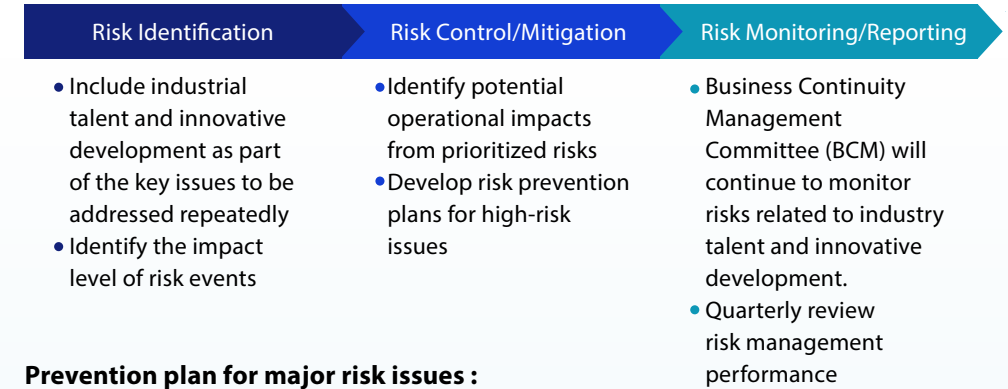 Risk Identification
Risk Control/Mitigation
Risk Monitoring/Reporting
• Include industrial
talent and innovative
development as part
of the key issues to be
addressed repeatedly
• Identify the impact
level of risk events
• Identify potential
operational impacts
from prioritized risks
• Develop risk prevention
plans for high-risk
issues
• Business Continuity
Management
Committee (BCM) will
continue to monitor
risks related to industry
talent and innovative
development.
• Quarterly review
risk management
performance
Prevention plan for major risk issues :